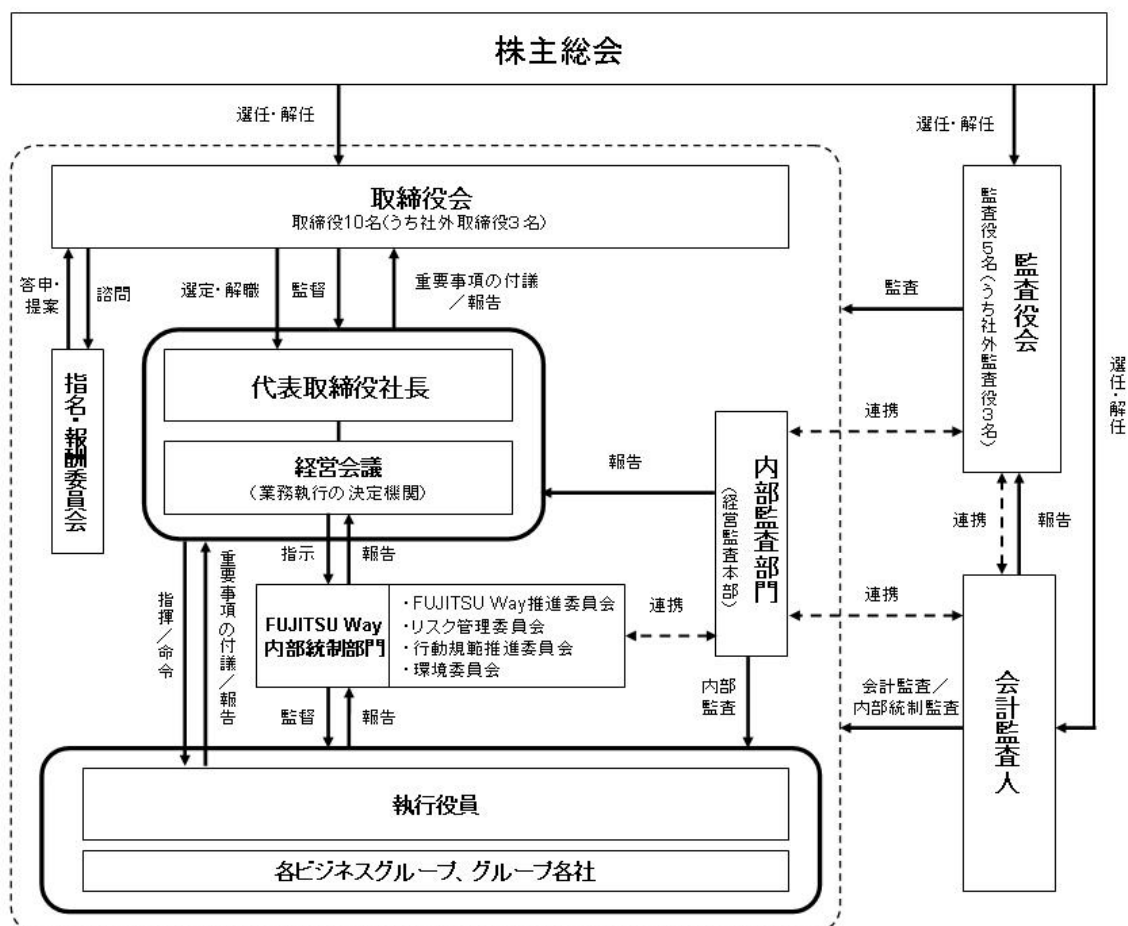 株主総会
選任・解任
選任・解任
取締役会
取締役10名(うち社外取締役3名)
答申・
提案
諮問
選定・解職
監督
重要事項の付議
／報告
監査
監査役会
監査役5名(うち社外監査役3名)
選任・解任
指名・報酬委員会
代表取締役社長
経営会議
(業務執行の決定機関)
報告
内部監査部門
(経営監査本部)
連携
連携
報告
指示
報告
指揮／命令
重要事項の付議／報告
FUJITSU Way
内部統制部門
・FUJITSU Way推進委員会
・リスク管理委員会
・行動規範推進委員会
・環境委員会
連携
連携
監督
報告
内部
監査
会計監査／
内部統制監査
会計監査人
執行役員
各ビジネスグループ、グループ各社